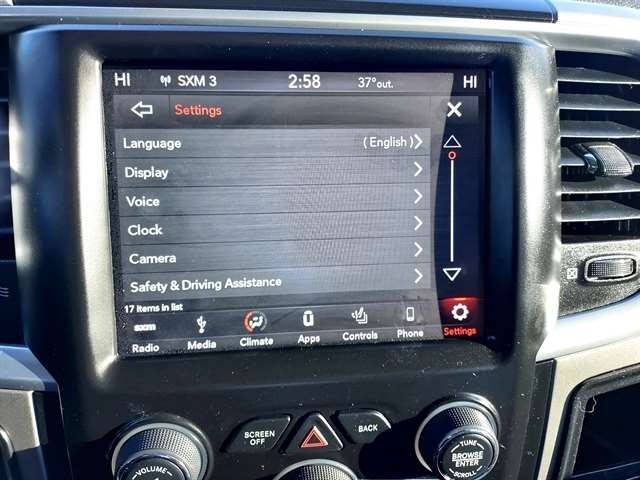 HI SXM 3 2:58 37°out. HI
Settings
Language (English)
Display
Voice
Clock
Camera
Safety & Driving Assistance
17 items in list
sxm
Radio Media Climate Apps Controls Phone Settings
SCREEN OFF
BACK
VOLUME
TUNE
BROWSE
ENTER
SCROLL